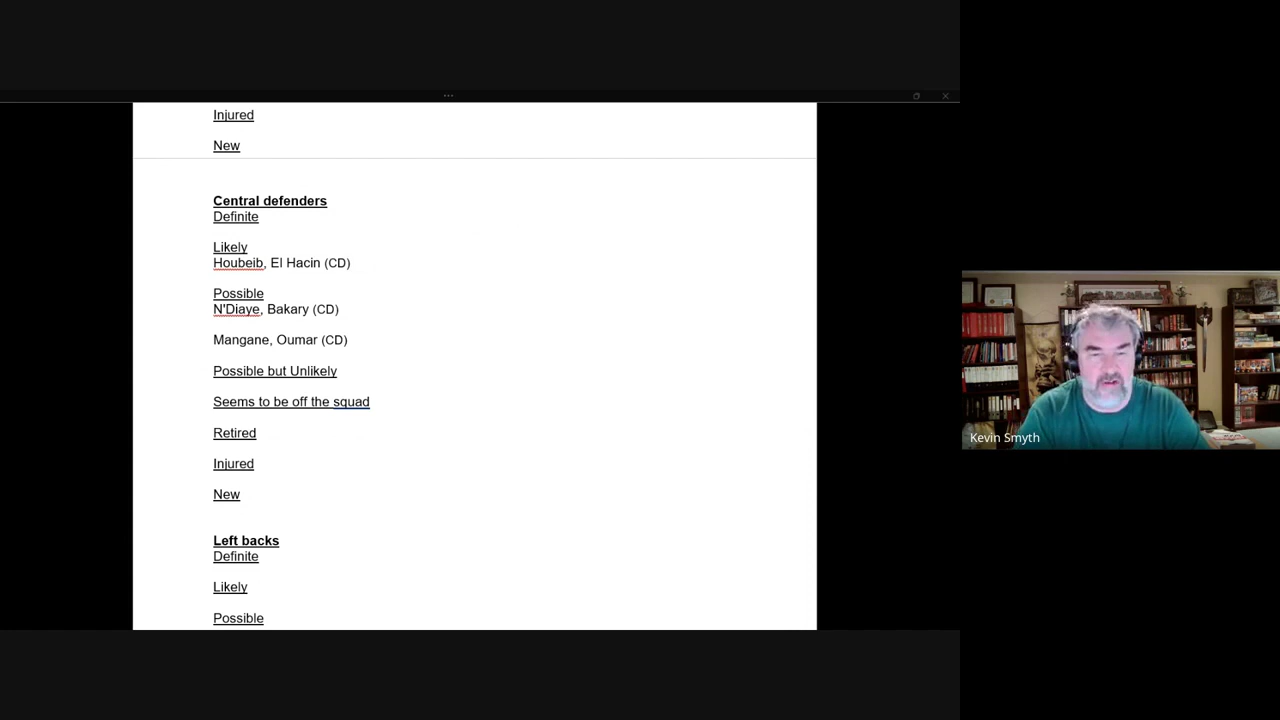 Injured
New
Central defenders
Definite
Likely
Houbeib, El Hacin (CD)
Possible
N'Diaye, Bakary (CD)
Mangane, Oumar (CD)
Possible but Unlikely
Seems to be off the squad
Retired
Injured
New
Left backs
Definite
Likely
Possible
Kevin Smyth